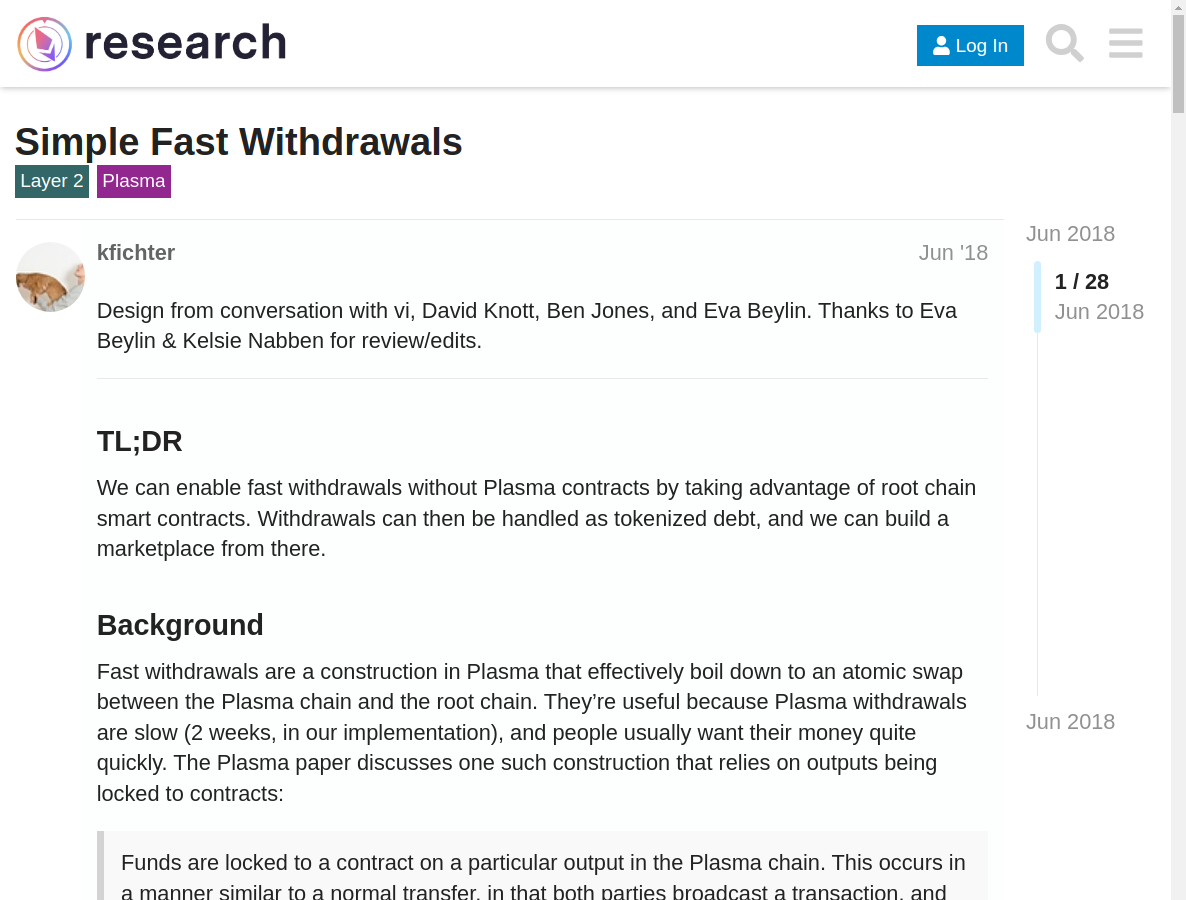 research
Log In
Simple Fast Withdrawals
Layer 2 Plasma
kfichter Jun '18
Jun 2018
1 / 28
Jun 2018
Design from conversation with vi, David Knott, Ben Jones, and Eva Beylin. Thanks to Eva
Beylin & Kelsie Nabben for review/edits.
TL;DR
We can enable fast withdrawals without Plasma contracts by taking advantage of root chain
smart contracts. Withdrawals can then be handled as tokenized debt, and we can build a
marketplace from there.
Background
Fast withdrawals are a construction in Plasma that effectively boil down to an atomic swap
between the Plasma chain and the root chain. They’re useful because Plasma withdrawals
are slow (2 weeks, in our implementation), and people usually want their money quite
quickly. The Plasma paper discusses one such construction that relies on outputs being
locked to contracts:
Jun 2018
Funds are locked to a contract on a particular output in the Plasma chain. This occurs in
a manner similar to a normal transfer, in that both parties broadcast a transaction, and